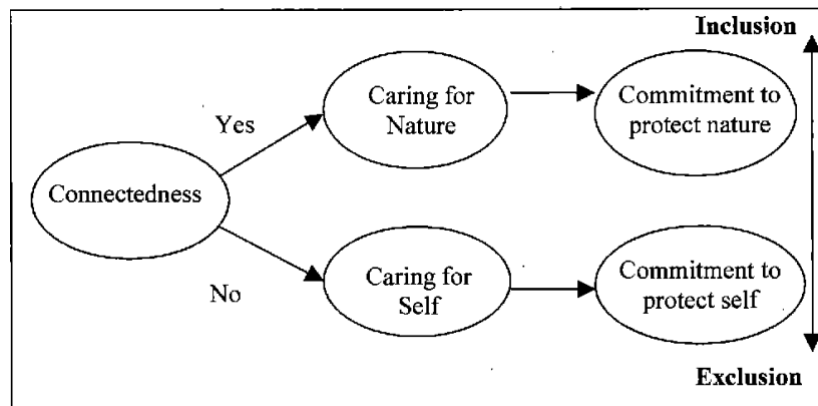 Inclusion
Caring for
Nature
Commitment to
protect nature
Yes
Connectedness
No
Caring for
Self
Commitment to
protect self
Exclusion